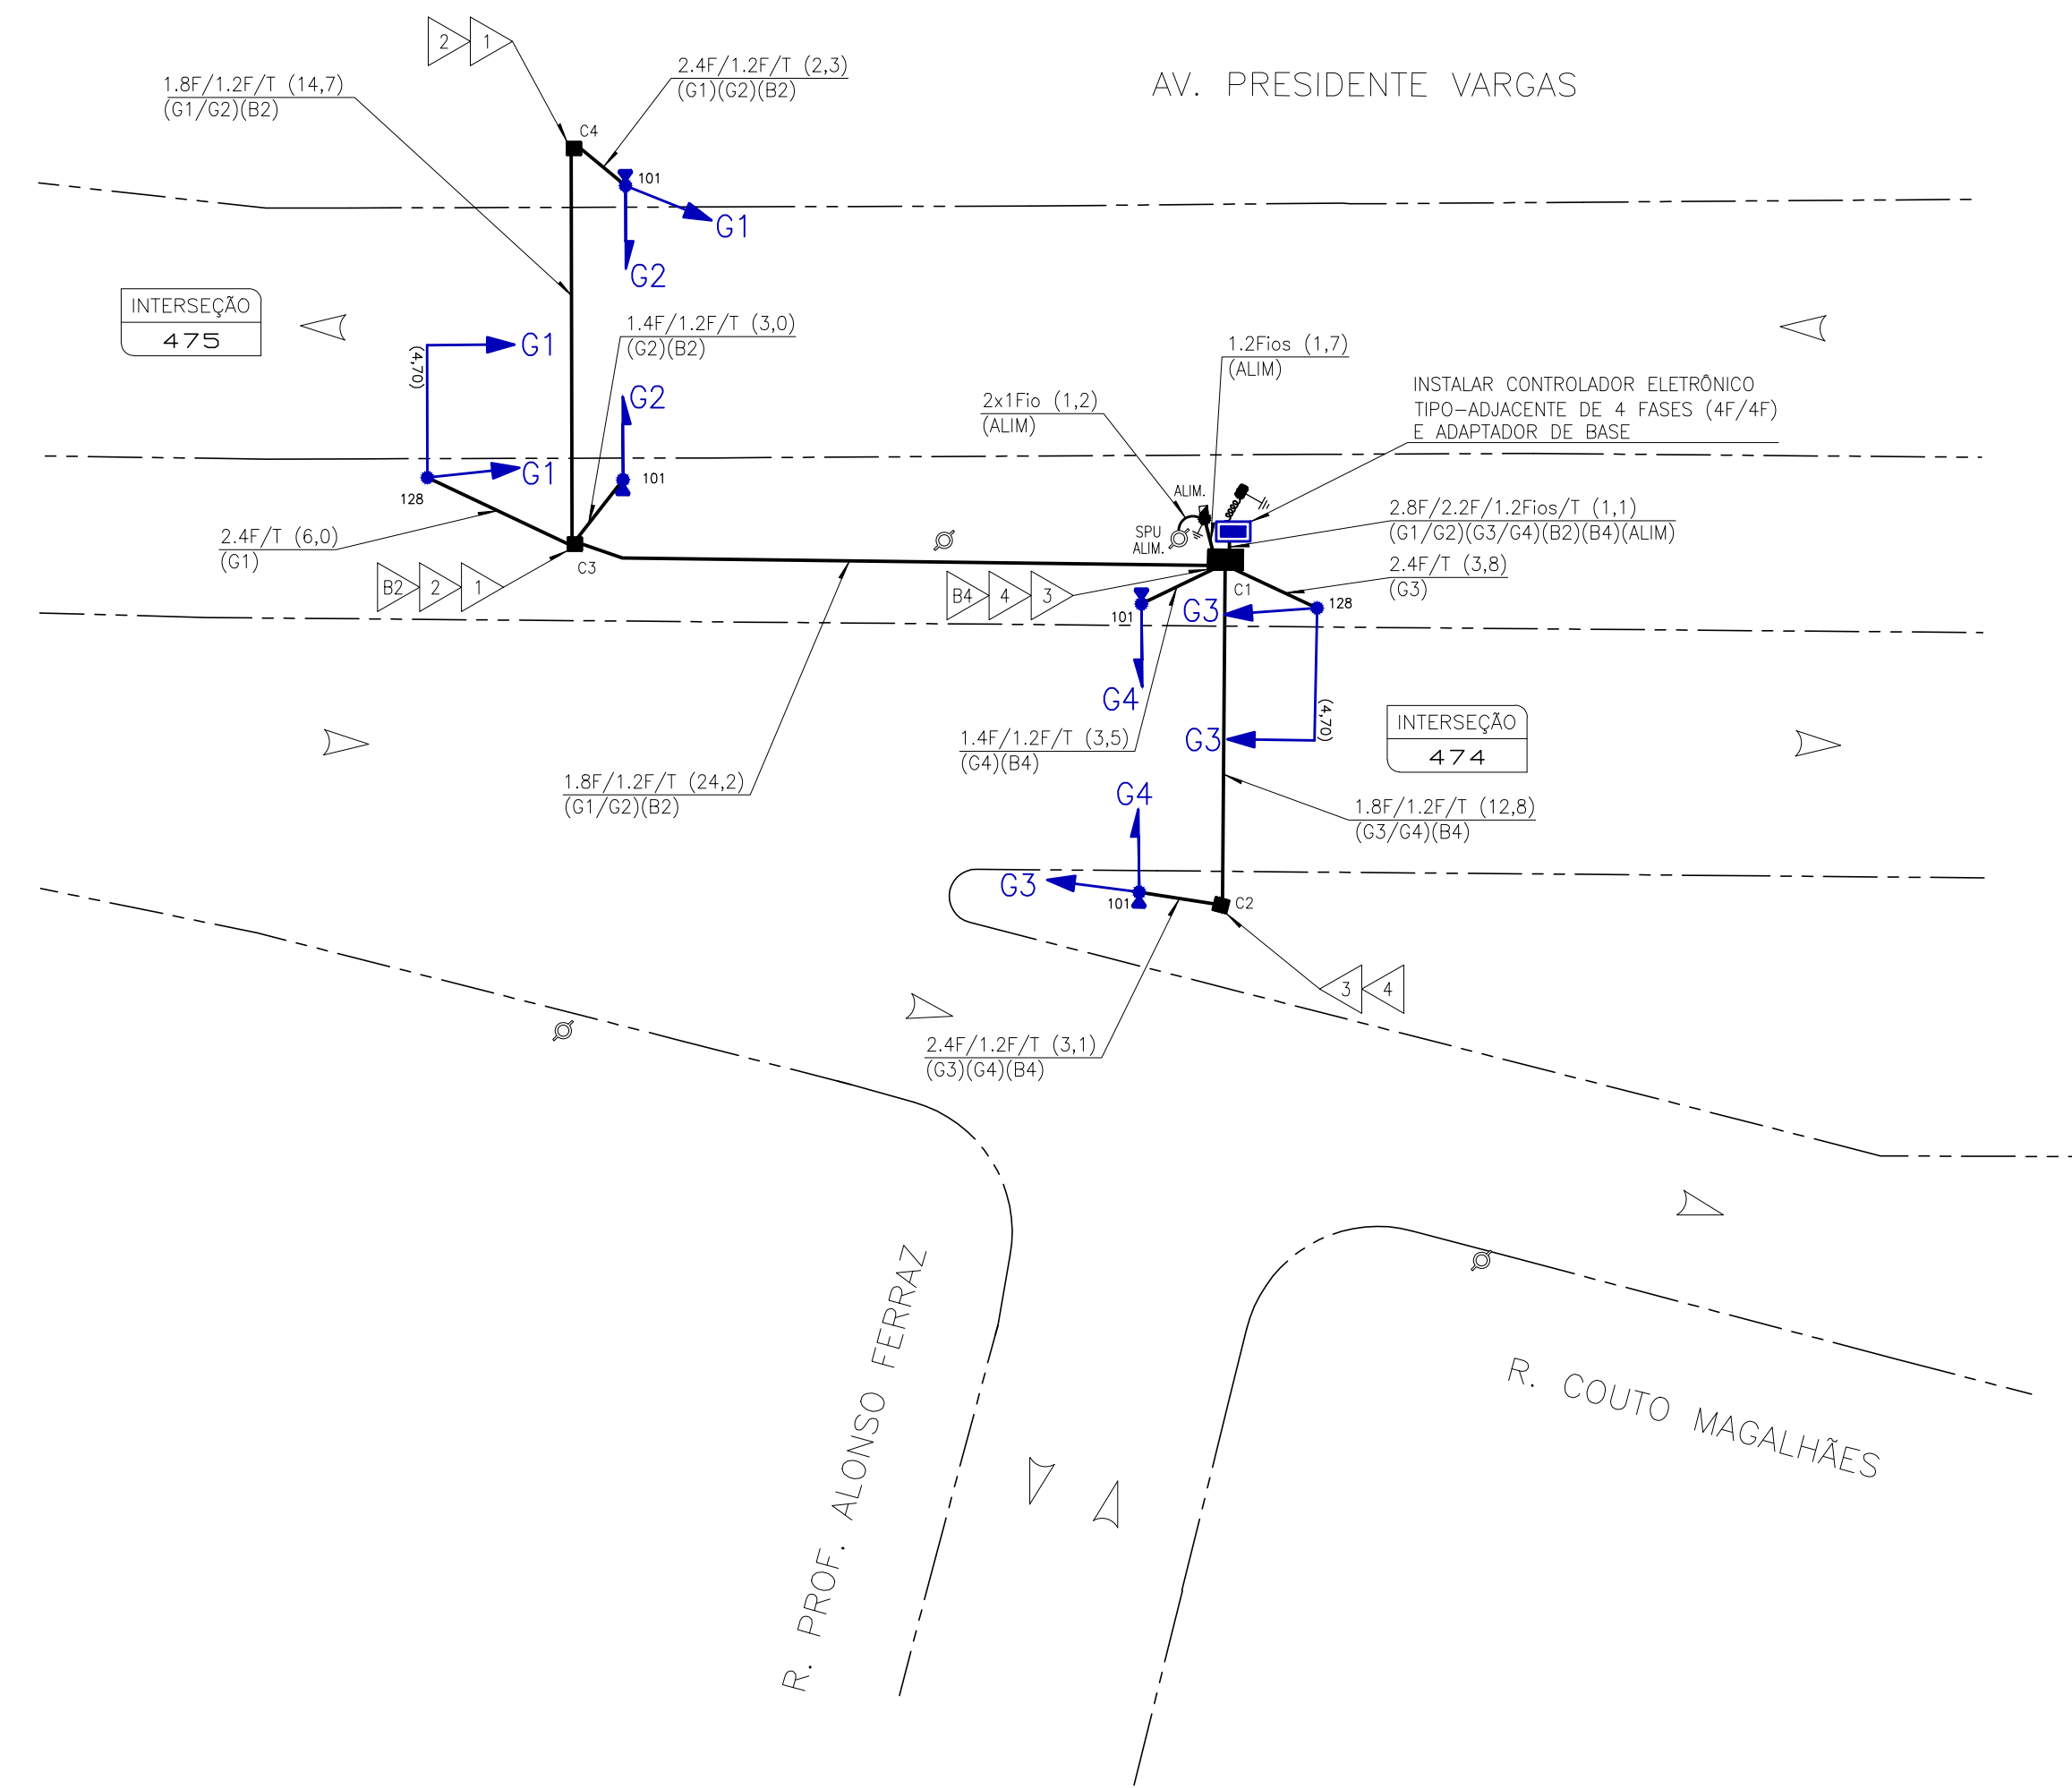 2
1
1.8F/1.2F/T (14,7)
(G1/G2)(B2)
2.4F/1.2F/T (2,3)
(G1)(G2)(B2)
AV. PRESIDENTE VARGAS
C4
101
G1
G2
INTERSEÇÃO
475
1.4F/1.2F/T (3,0)
(G2)(B2)
G1
(4,70)
G2
G1
101
128
2.4F/T (6,0)
(G1)
B2
2
1
C3
1.2Fios (1,7)
(ALIM)
2x1Fio (1,2)
(ALIM)
INSTALAR CONTROLADOR ELETRÔNICO
TIPO-ADJACENTE DE 4 FASES (4F/4F)
E ADAPTADOR DE BASE
ALIM.
SPU
ALIM.
2.8F/2.2F/1.2Fios/T (1,1)
(G1/G2)(G3/G4)(B2)(B4)(ALIM)
2.4F/T (3,8)
(G3)
B4
4
3
C1
128
101
G3
G4
(4,70)
G3
INTERSEÇÃO
474
1.4F/1.2F/T (3,5)
(G4)(B4)
1.8F/1.2F/T (24,2)
(G1/G2)(B2)
G4
1.8F/1.2F/T (12,8)
(G3/G4)(B4)
G3
101
C2
3
4
2.4F/1.2F/T (3,1)
(G3)(G4)(B4)
R. PROF. ALONSO FERRAZ
R. COUTO MAGALHÃES